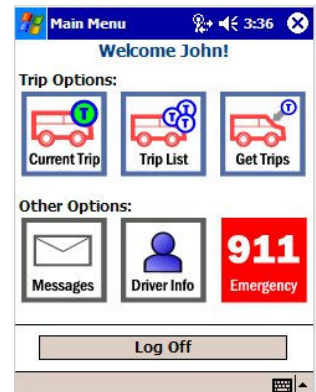 Main Menu 3:36
Welcome John!
Trip Options:
T T T T T
Current Trip Trip List Get Trips
Other Options:
911
Messages Driver Info Emergency
Log Off